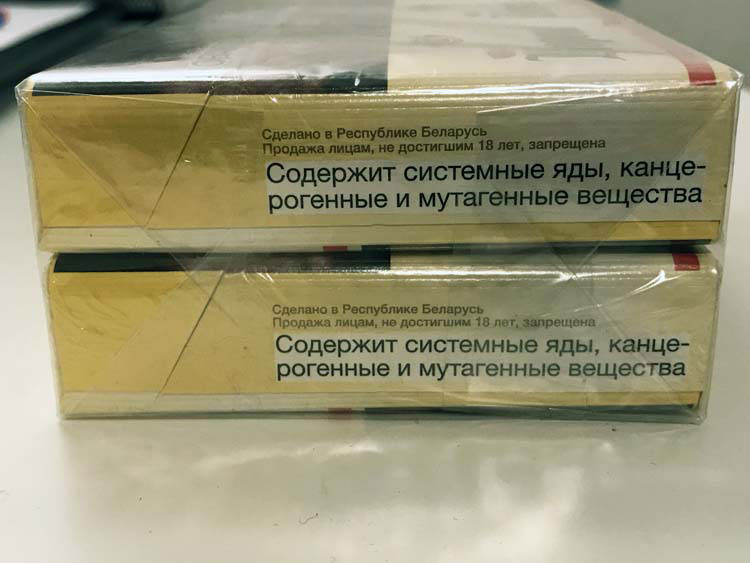 Сделано в Республике Беларусь
Продажа лицам, не достигшим 18 лет, запрещена
Содержит системные яды, канце-
рогенные и мутагенные вещества
Сделано в Республике Беларусь
Продажа лицам, не достигшим 18 лет, запрещена
Содержит системные яды, канце-
рогенные и мутагенные вещества